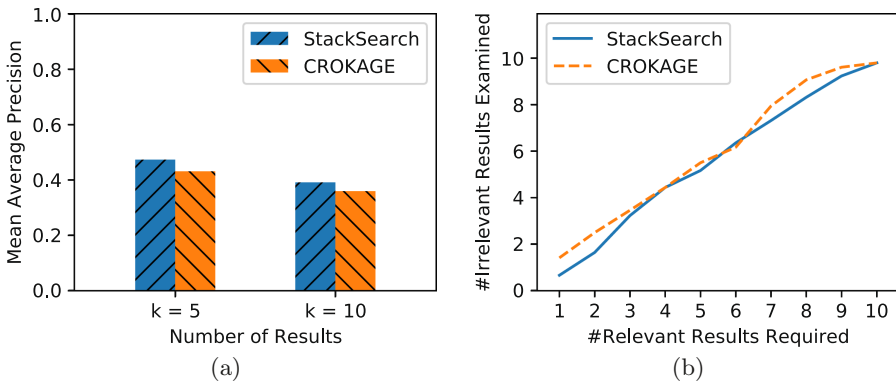 1.0
0.8
0.6
0.4
0.2
0.0
Mean Average Precision
StackSearch
CROKAGE
k = 5
k = 10
Number of Results
(a)
10
8
6
4
2
0
#Irrelevant Results Examined
StackSearch
CROKAGE
1 2 3 4 5 6 7 8 9 10
#Relevant Results Required
(b)